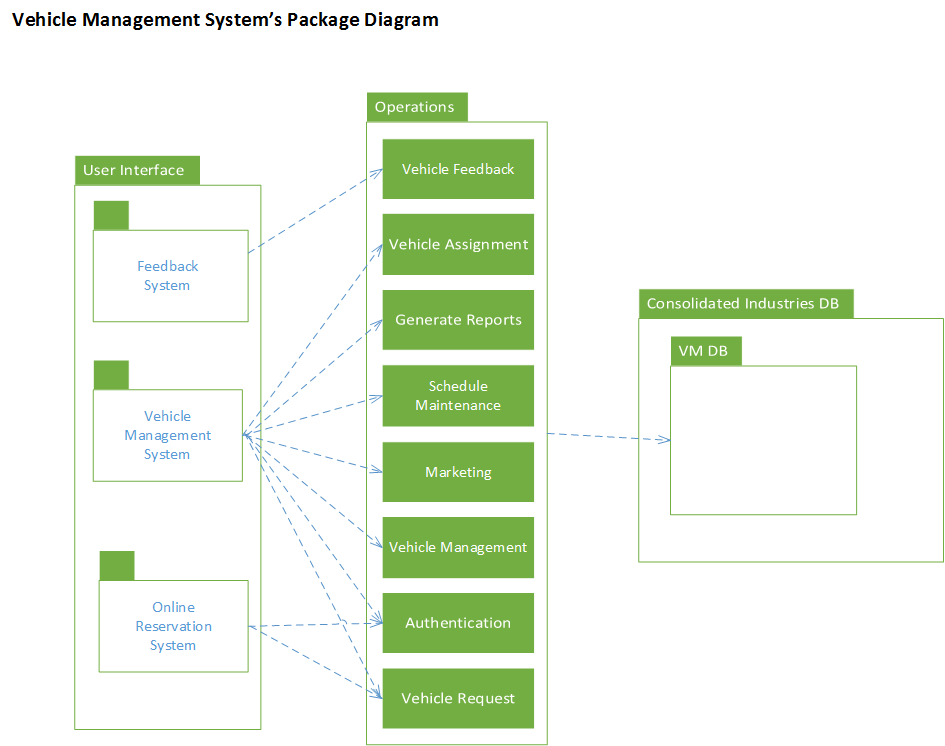 Vehicle Management System's Package Diagram
Operations
User Interface
Vehicle Feedback
Feedback
System
Vehicle Assignment
Generate Reports
Consolidated Industries DB
VM DB
Schedule
Maintenance
Vehicle
Management
System
Marketing
Vehicle Management
Online
Reservation
System
Authentication
Vehicle Request